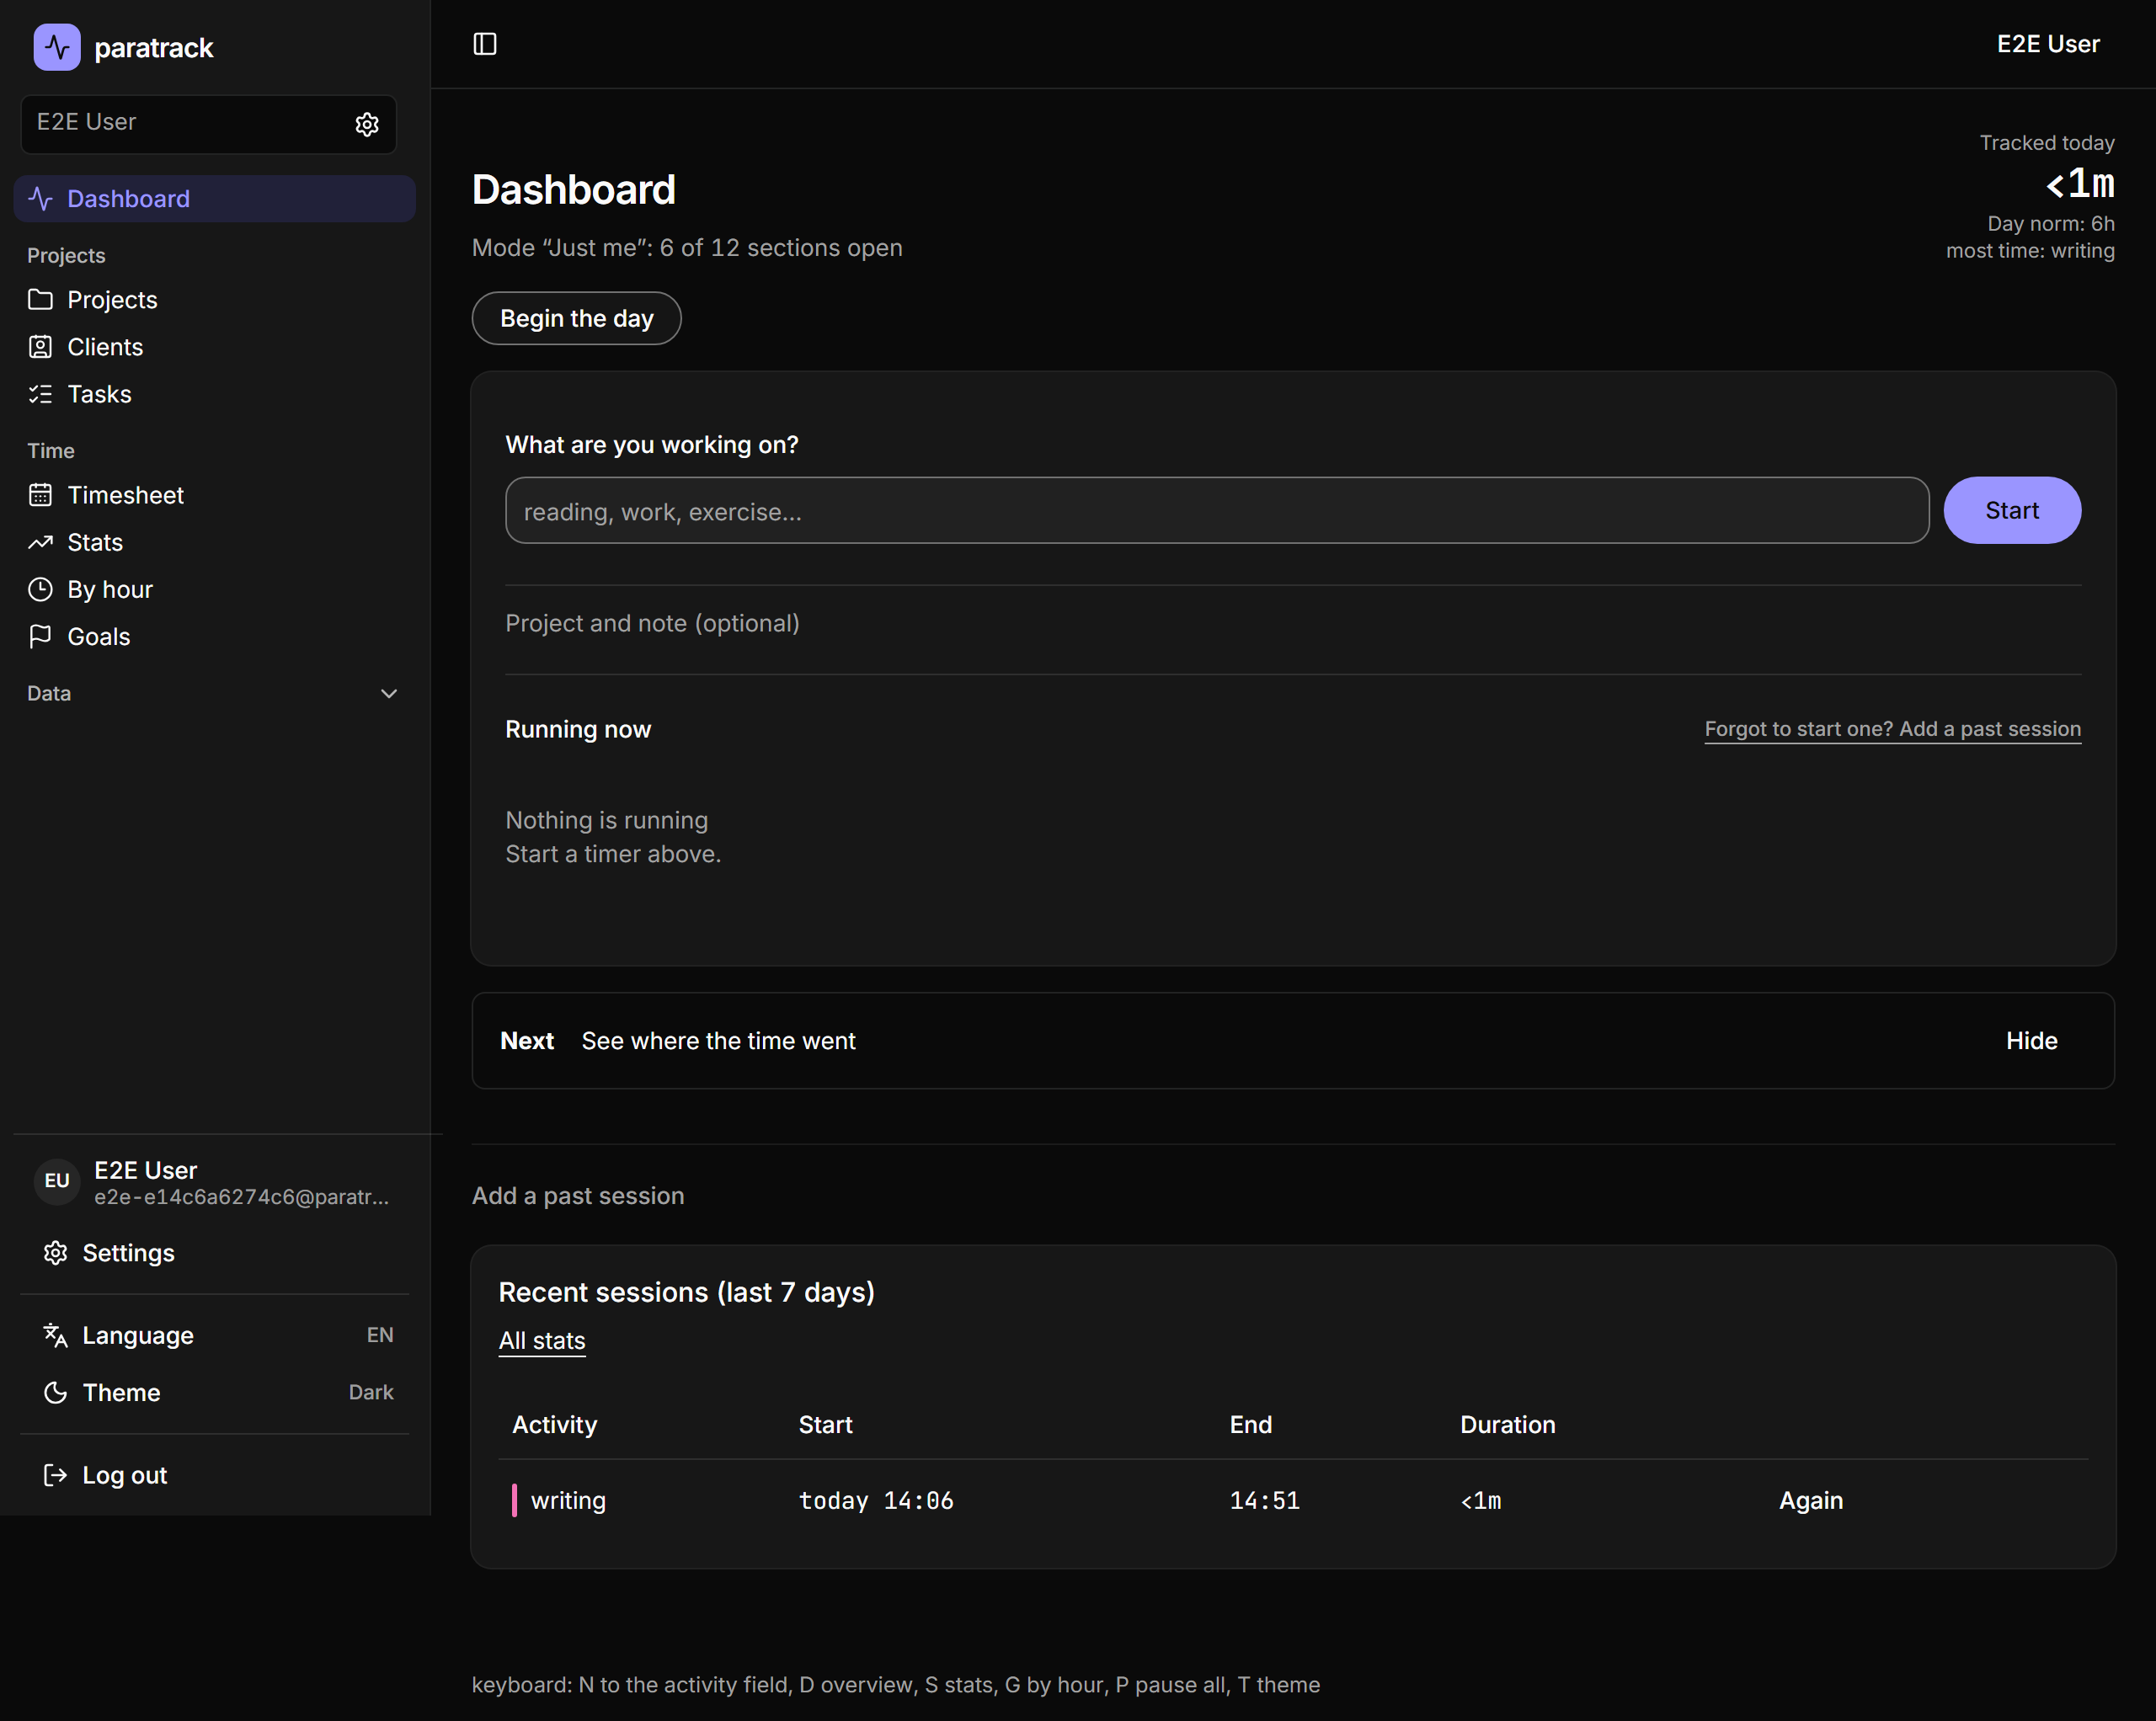 paratrack
E2E User
Dashboard
Projects
Projects
Clients
Tasks
Time
Timesheet
Stats
By hour
Goals
Data
EU
E2E User
e2e-e14c6a6274c6@paratr...
Settings
Language EN
Theme Dark
Log out
E2E User
Dashboard
Mode “Just me”: 6 of 12 sections open
Tracked today
<1m
Day norm: 6h
most time: writing
Begin the day
What are you working on?
reading, work, exercise...
Start
Project and note (optional)
Running now
Forgot to start one? Add a past session
Nothing is running
Start a timer above.
Next See where the time went Hide
Add a past session
Recent sessions (last 7 days)
All stats
Activity Start End Duration
writing today 14:06 14:51 <1m Again
keyboard: N to the activity field, D overview, S stats, G by hour, P pause all, T theme